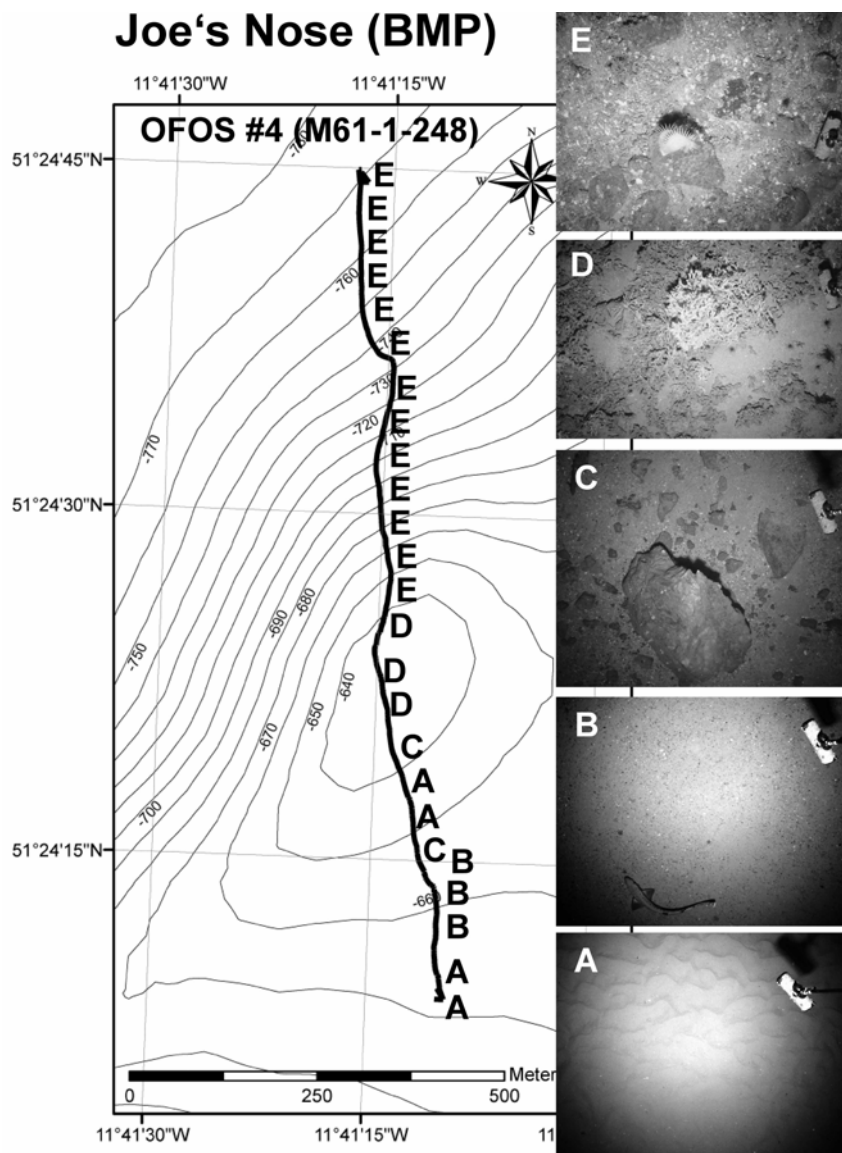 Joe‘s Nose (BMP)
11°41'30"W
11°41'15"W
OFOS #4 (M61-1-248)
51°24'45"N
N
W
S
E
E
E
E
E
-760
E
E
-730
E
-720
E
-770
E
51°24'30"N
E
E
E
E
-680
-690
D
-750
D
-640
D
-650
-670
C
A
-700
A
51°24'15"N
C
B
-660
B
B
A
A
Meter
0
250
500
11°41'30"W
11°41'15"W
E
D
C
B
A